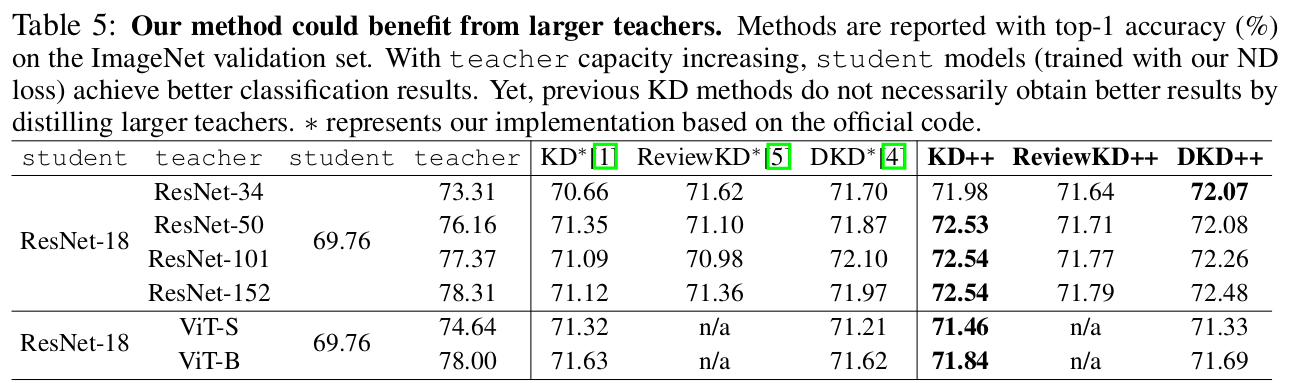 Table 5: Our method could benefit from larger teachers. Methods are reported with top-1 accuracy (%)
on the ImageNet validation set. With teacher capacity increasing, student models (trained with our ND
loss) achieve better classification results. Yet, previous KD methods do not necessarily obtain better results by
distilling larger teachers. * represents our implementation based on the official code.
student teacher student teacher KD*[1] ReviewKD*[5] DKD*[4] KD++ ReviewKD++ DKD++
ResNet-34 73.31 70.66 71.62 71.70 71.98 71.64 72.07
ResNet-50 76.16 71.35 71.10 71.87 72.53 71.71 72.08
ResNet-18 69.76
ResNet-101 77.37 71.09 70.98 72.10 72.54 71.77 72.26
ResNet-152 78.31 71.12 71.36 71.97 72.54 71.79 72.48
ViT-S 74.64 71.32 n/a 71.21 71.46 n/a 71.33
ResNet-18 69.76
ViT-B 78.00 71.63 n/a 71.62 71.84 n/a 71.69